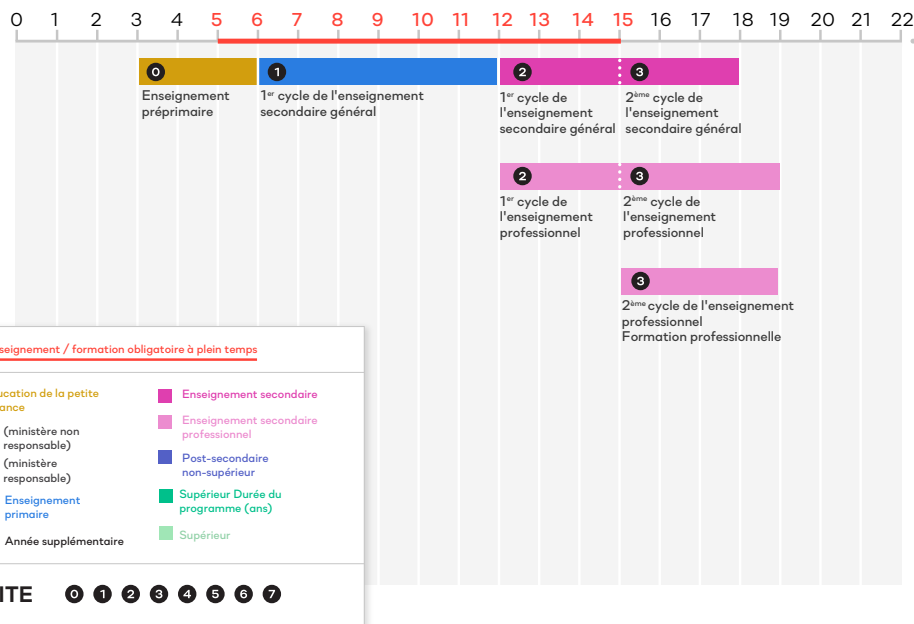 0 1 2 3 4 5 6 7 8 9 10 11 12 13 14 15 16 17 18 19 20 21 22
0 1 2 3
Enseignement
préprimaire
1er cycle de l'enseignement
secondaire général
1er cycle de
l'enseignement
secondaire général
2ème cycle de
l'enseignement
secondaire général
2 3
1er cycle de
l'enseignement
professionnel
2ème cycle de
l'enseignement
professionnel
3
2ème cycle de l'enseignement
professionnel
Formation professionnelle
seignement / formation obligatoire à plein temps
ucation de la petite
ance
(ministère non
responsable)
(ministère
responsable)
Enseignement
primaire
Année supplémentaire
Enseignement secondaire
Enseignement secondaire
professionnel
Post-secondaire
non-supérieur
Supérieur Durée du
programme (ans)
Supérieur
ITE 0 1 2 3 4 5 6 7